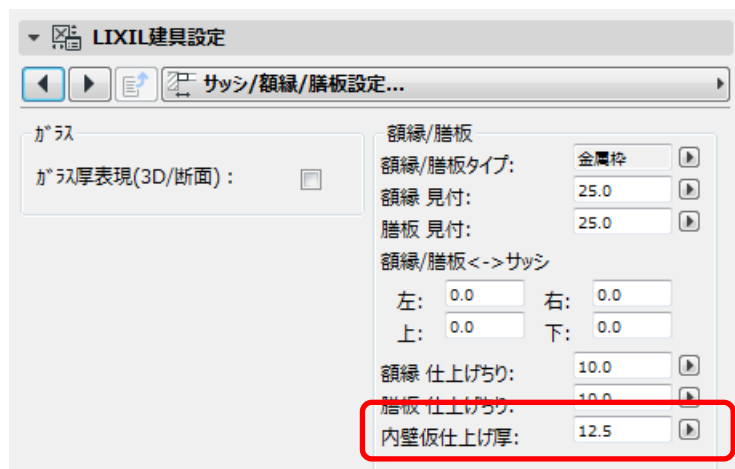 LIXIL建具設定
サッシ/額縁/膳板設定...
ｶﾞﾗｽ
ｶﾞﾗｽ厚表現(3D/断面)：
額縁/膳板
額縁/膳板タイプ: 金属枠
額縁 見付: 25.0
膳板 見付: 25.0
額縁/膳板<->サッシ
左: 0.0 右: 0.0
上: 0.0 下: 0.0
額縁 仕上げちり: 10.0
膳板 仕上げちり: 10.0
内壁仮仕上げ厚: 12.5